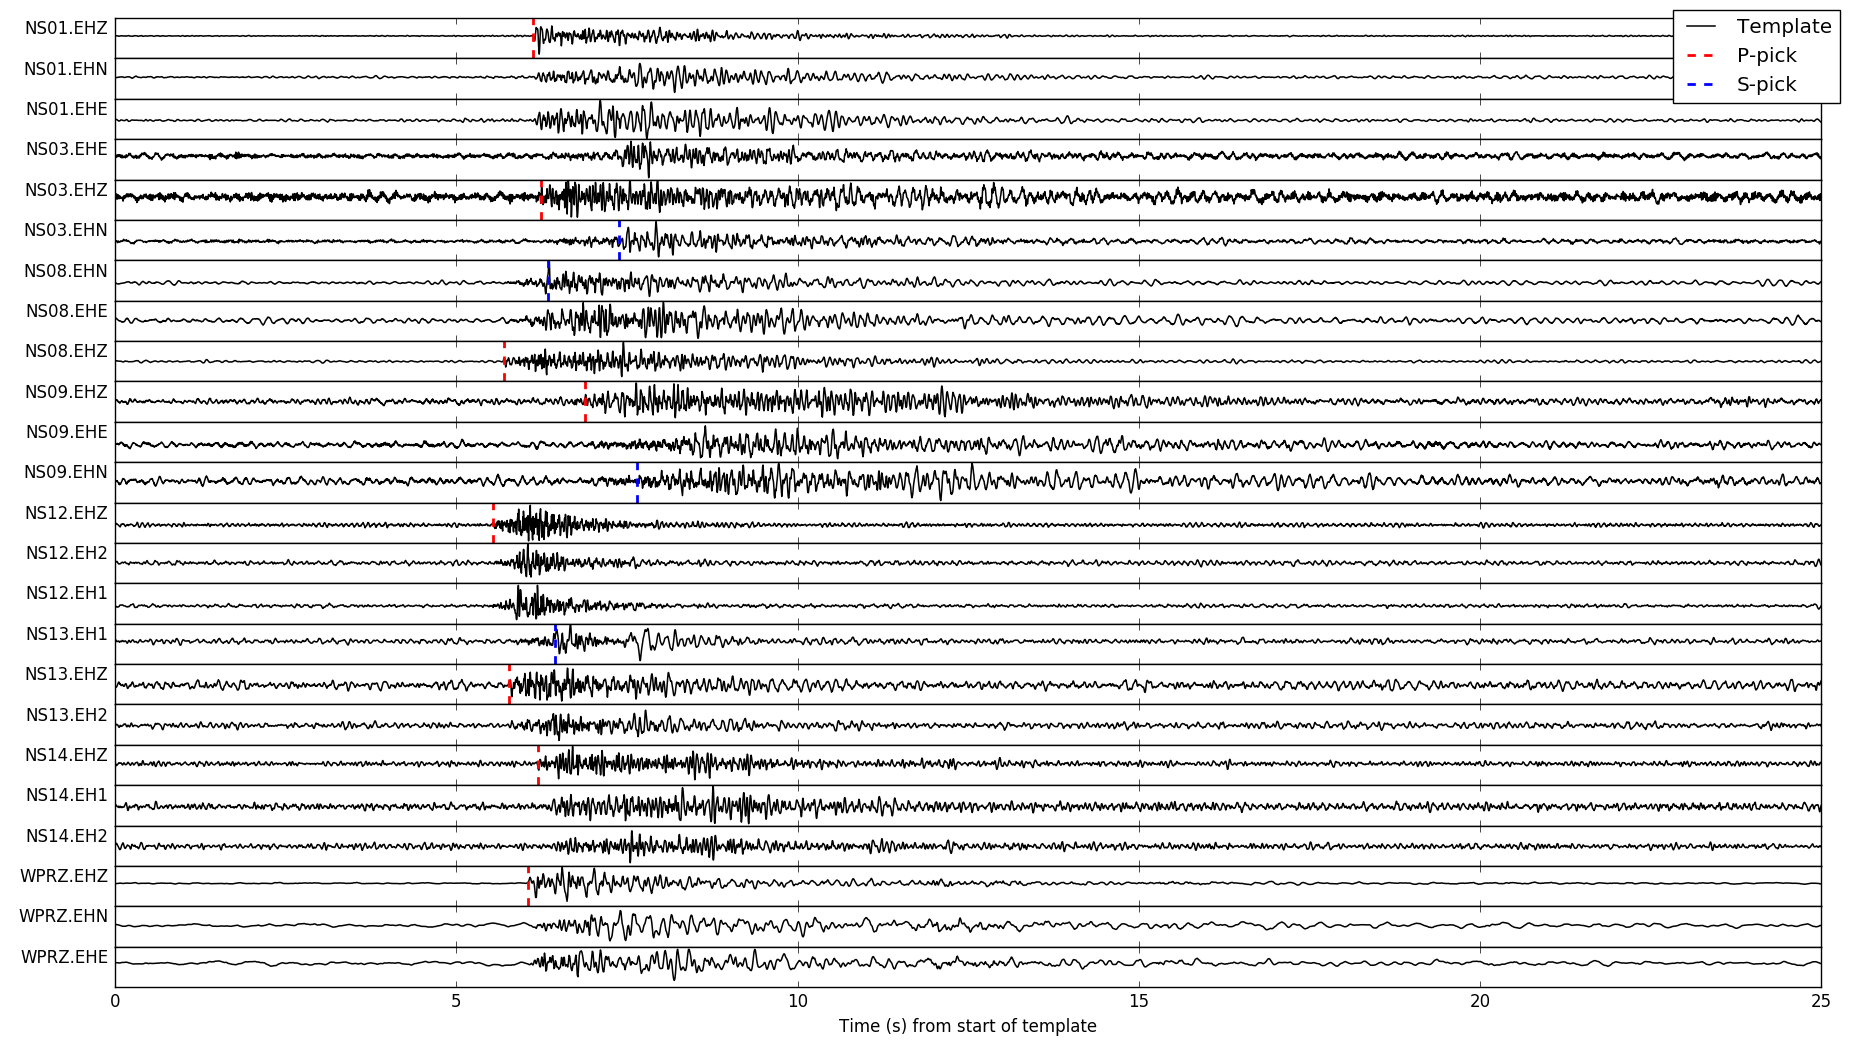 NS01.EHZ
NS01.EHN
NS01.EHE
NS03.EHE
NS03.EHZ
NS03.EHN
NS08.EHN
NS08.EHE
NS08.EHZ
NS09.EHZ
NS09.EHE
NS09.EHN
NS12.EHZ
NS12.EH2
NS12.EH1
NS13.EH1
NS13.EHZ
NS13.EH2
NS14.EHZ
NS14.EH1
NS14.EH2
WPRZ.EHZ
WPRZ.EHN
WPRZ.EHE
Template
P-pick
S-pick
0 5 10 15 20 25
Time (s) from start of template